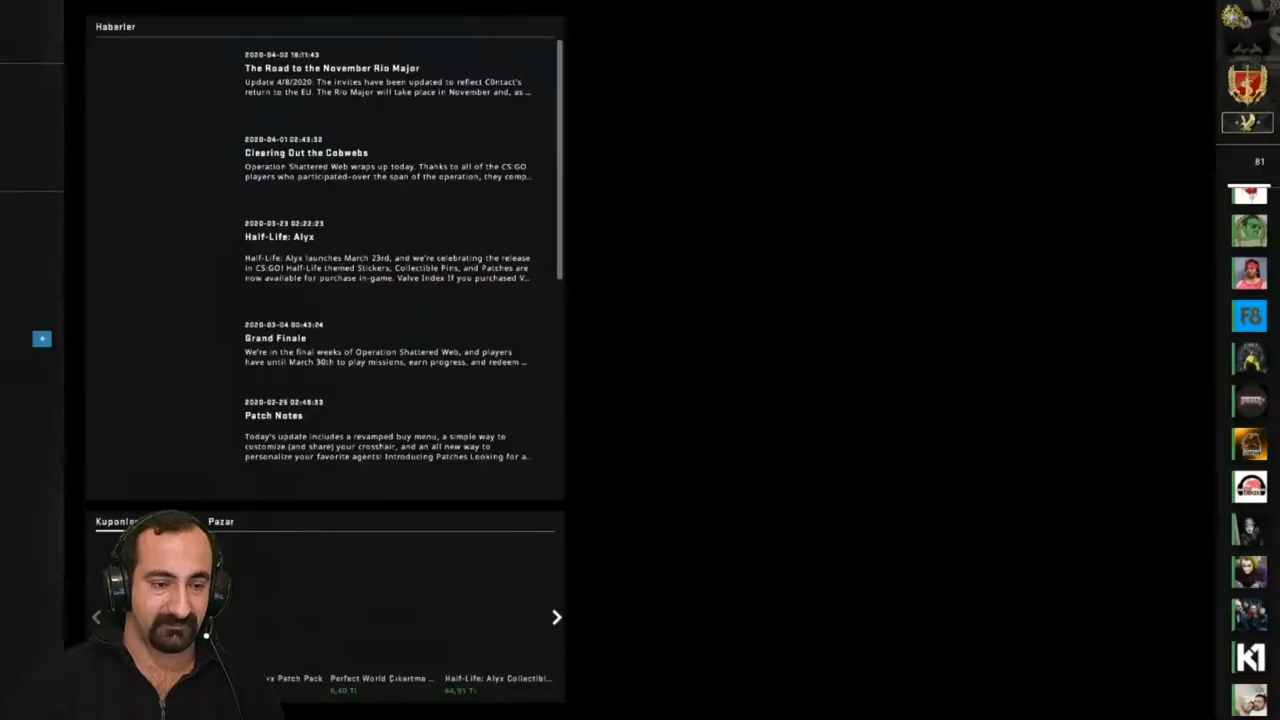 Haberler
2020-04-02 18:11:43
The Road to the November Rio Major
Update 4/8/2020: The invites have been updated to reflect C0ntact's
return to the EU. The Rio Major will take place in November and, as ...
2020-04-01 02:43:32
Clearing Out the Cobwebs
Operation Shattered Web wraps up today. Thanks to all of the CS:GO
players who participated–over the span of the operation, they comp...
2020-03-23 02:22:23
Half-Life: Alyx
Half-Life: Alyx launches March 23rd, and we're celebrating the release
in CS:GO! Half-Life themed Stickers, Collectible Pins, and Patches are
now available for purchase in-game. Valve Index If you purchased V...
2020-03-04 00:43:24
Grand Finale
We're in the final weeks of Operation Shattered Web, and players
have until March 30th to play missions, earn progress, and redeem ...
2020-02-25 02:49:33
Patch Notes
Today's update includes a revamped buy menu, a simple way to
customize (and share) your crosshair, and an all new way to
personalize your favorite agents! Introducing Patches Looking for a...
Pazar
Patch Pack
Perfect World Çıkartma ...
Half-Life: Alyx Collectibl...
6,40 TL
64,95 TL
81
F8
K1